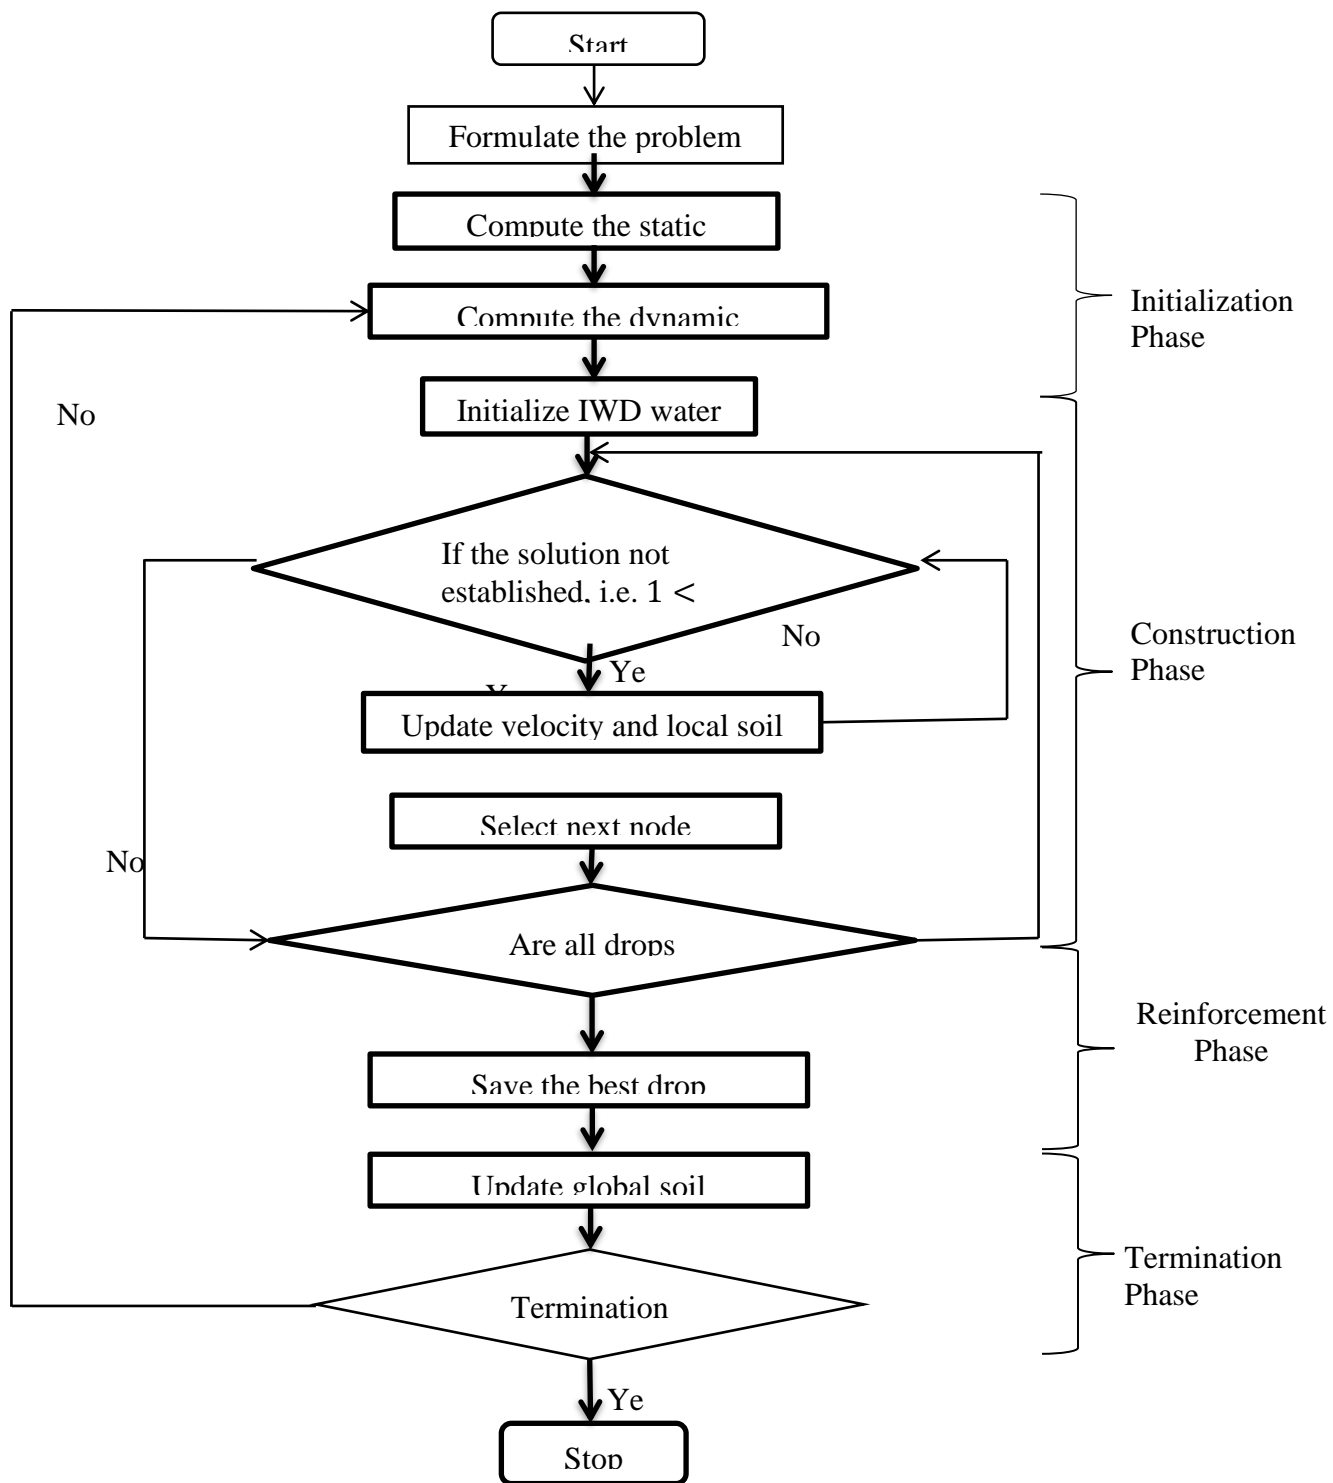 Start
Formulate the problem
Compute the static
Compute the dynamic
Initialization
Phase
No
Initialize IWD water
If the solution not
established, i.e. 1 <
No
Construction
Phase
Ye
Y
Update velocity and local soil
Select next node
No
Are all drops
Reinforcement
Phase
Save the best drop
Update global soil
Termination
Phase
Termination
Ye
Stop